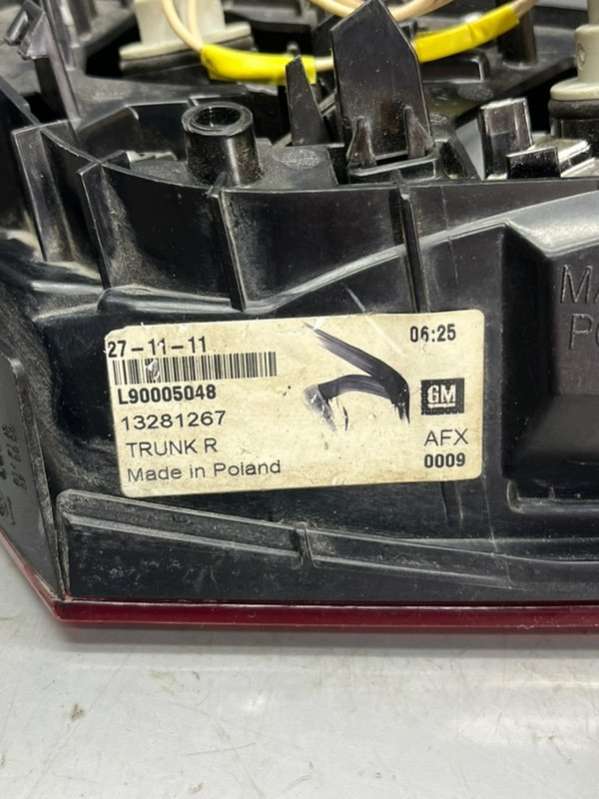 27-11-11
06:25
L90005048
13281267
GM
TRUNK R
AFX
Made in Poland
0009